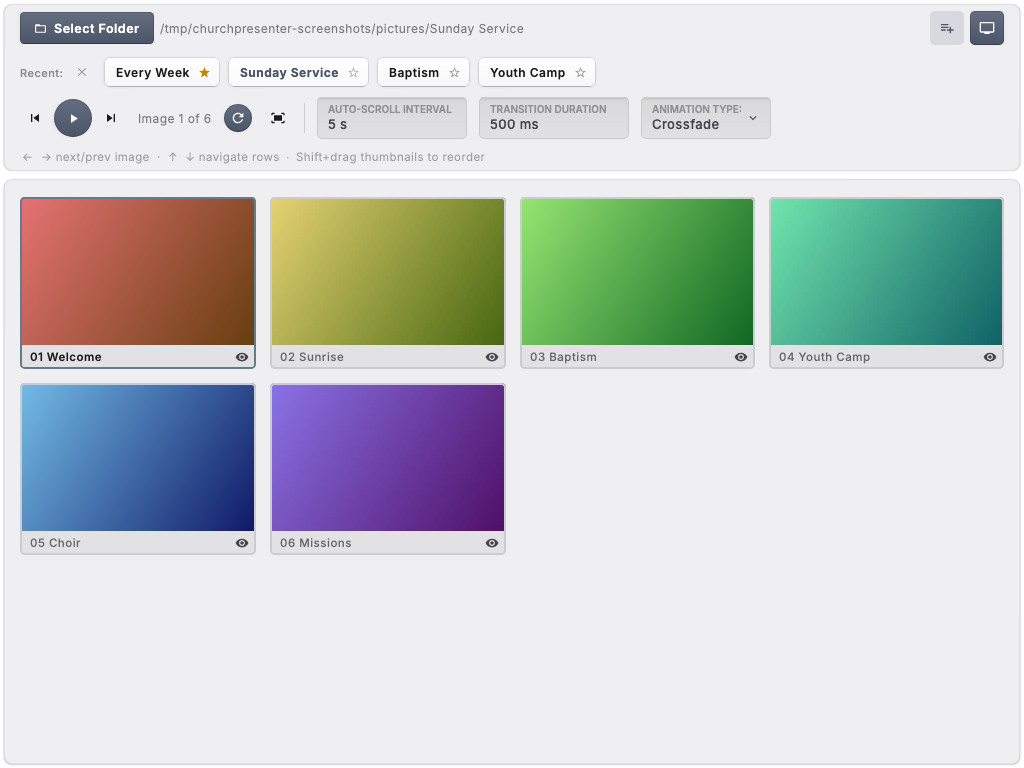 Select Folder /tmp/churchpresenter-screenshots/pictures/Sunday Service
Recent: Every Week Sunday Service Baptism Youth Camp
Image 1 of 6
AUTO-SCROLL INTERVAL
5 s
TRANSITION DURATION
500 ms
ANIMATION TYPE:
Crossfade
← → next/prev image · ↑ ↓ navigate rows · Shift+drag thumbnails to reorder
01 Welcome
02 Sunrise
03 Baptism
04 Youth Camp
05 Choir
06 Missions